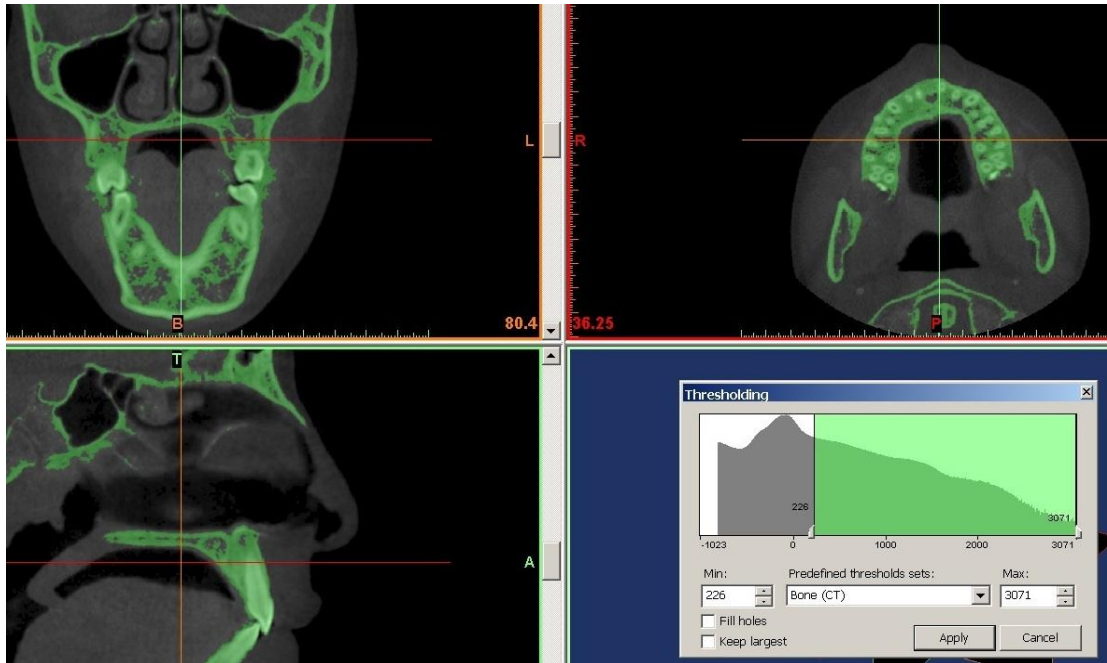 L
B
80.4
R
P
36.25
T
A
Thresholding
226
3071
-1023 0 1000 2000 3071
Min: Predefined thresholds sets: Max:
226 Bone (CT) 3071
Fill holes
Keep largest
Apply Cancel